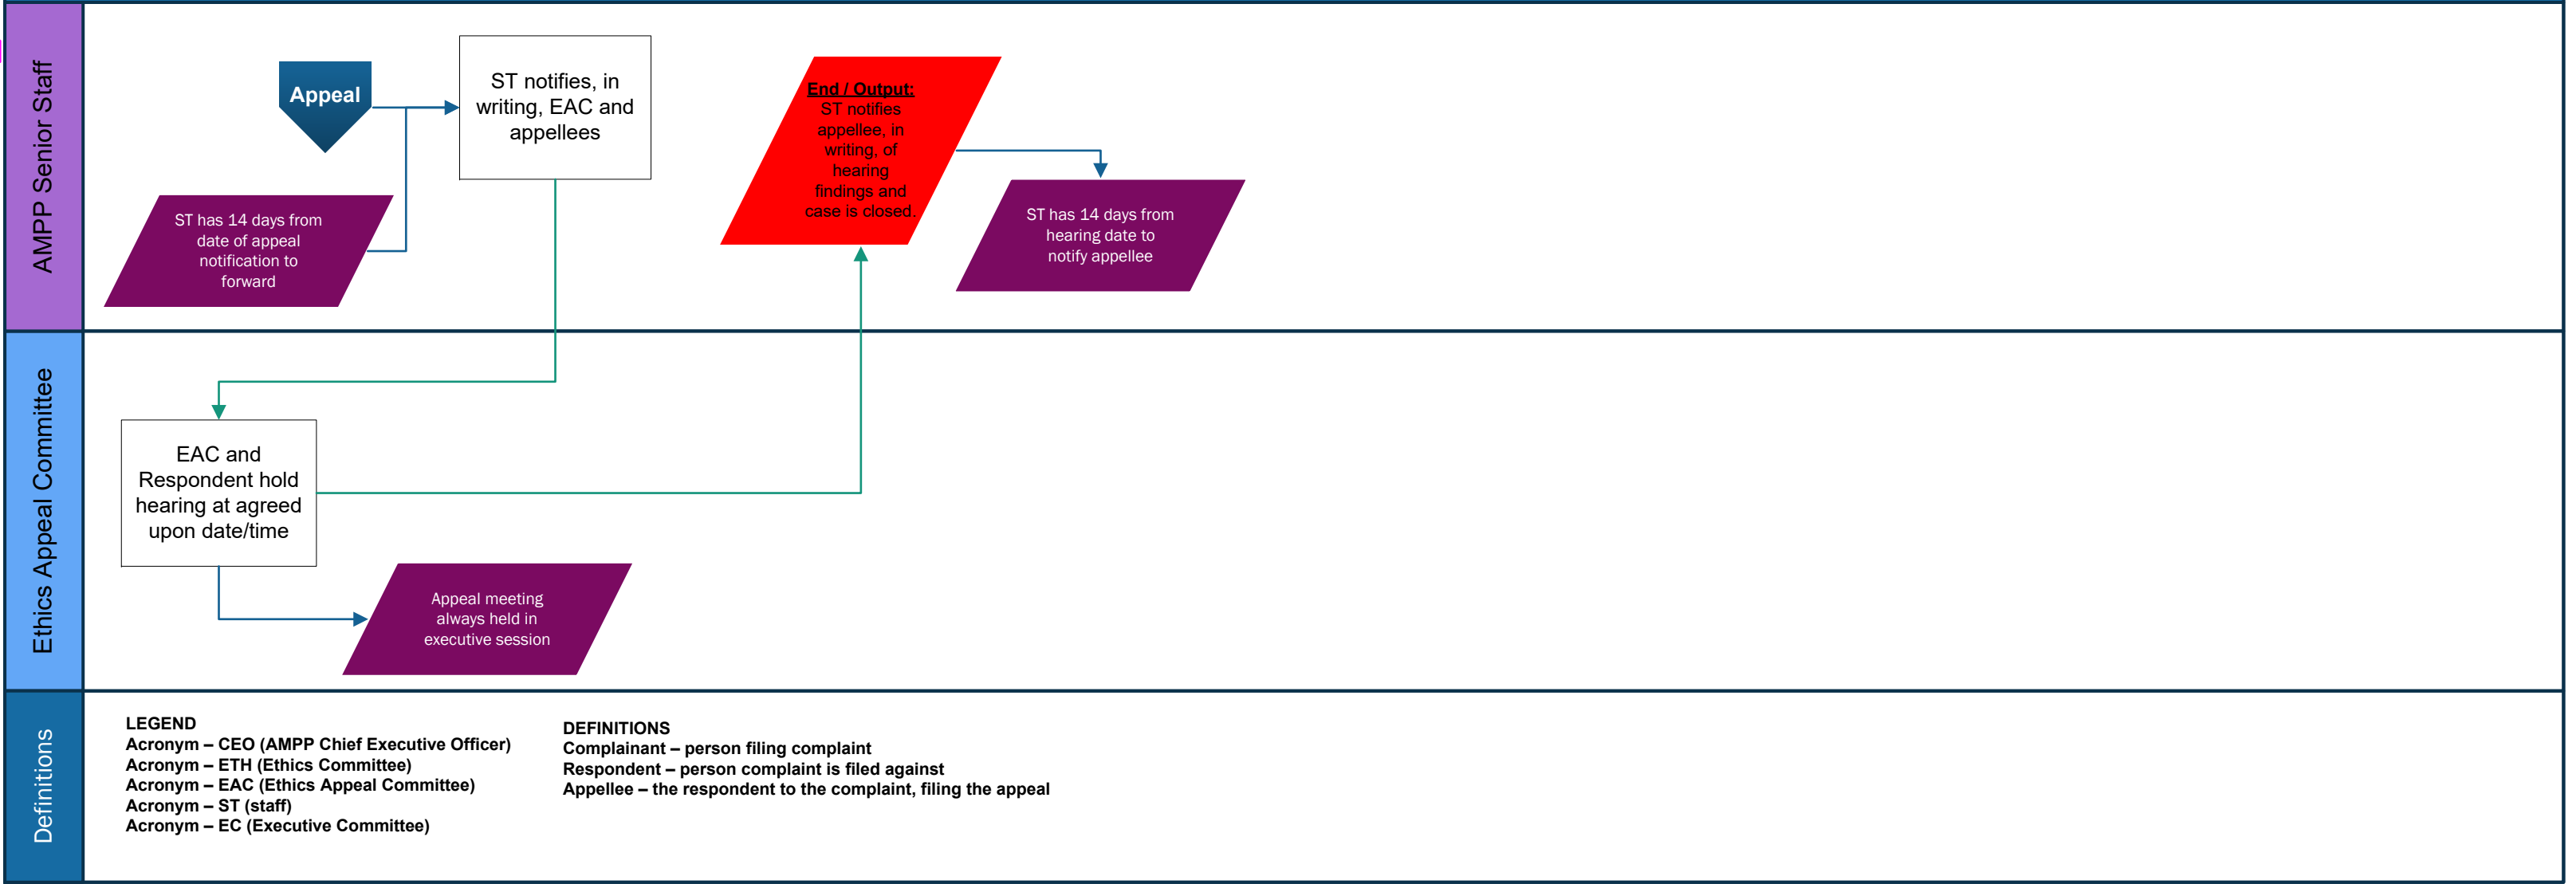 AMPP Senior Staff
Appeal
ST notifies, in
writing, EAC and
appellees
ST has 14 days from
date of appeal
notification to
forward
End / Output:
ST notifies
appellee, in
writing, of
hearing
findings and
case is closed.
ST has 14 days from
hearing date to
notify appellee
Ethics Appeal Committee
EAC and
Respondent hold
hearing at agreed
upon date/time
Appeal meeting
always held in
executive session
Definitions
LEGEND
Acronym – CEO (AMPP Chief Executive Officer)
Acronym – ETH (Ethics Committee)
Acronym – EAC (Ethics Appeal Committee)
Acronym – ST (staff)
Acronym – EC (Executive Committee)
DEFINITIONS
Complainant – person filing complaint
Respondent – person complaint is filed against
Appellee – the respondent to the complaint, filing the appeal